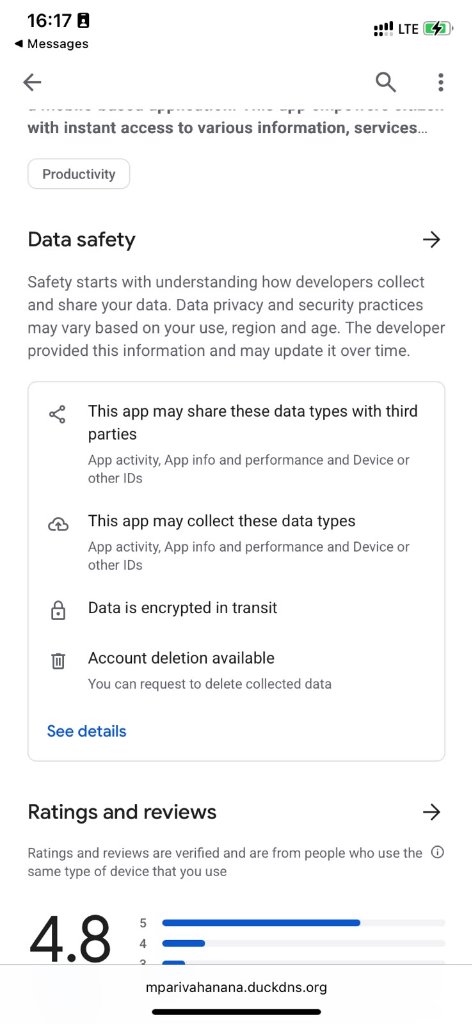 16:17
LTE
Messages
with instant access to various information, services...
Productivity
Data safety
Safety starts with understanding how developers collect
and share your data. Data privacy and security practices
may vary based on your use, region and age. The developer
provided this information and may update it over time.
This app may share these data types with third
parties
App activity, App info and performance and Device or
other IDs
This app may collect these data types
App activity, App info and performance and Device or
other IDs
Data is encrypted in transit
Account deletion available
You can request to delete collected data
See details
Ratings and reviews
Ratings and reviews are verified and are from people who use the
same type of device that you use
4.8
5
4
3
mparivahanana.duckdns.org